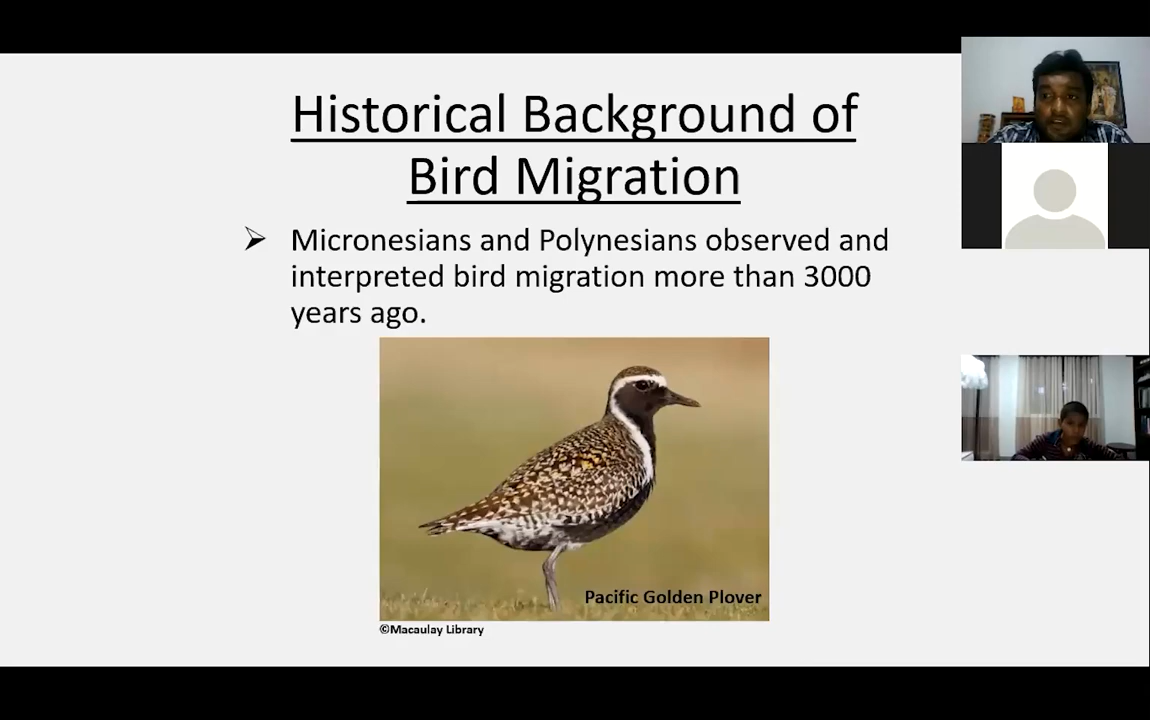 Historical Background of
Bird Migration
➢ Micronesians and Polynesians observed and
interpreted bird migration more than 3000
years ago.
Pacific Golden Plover
©Macaulay Library